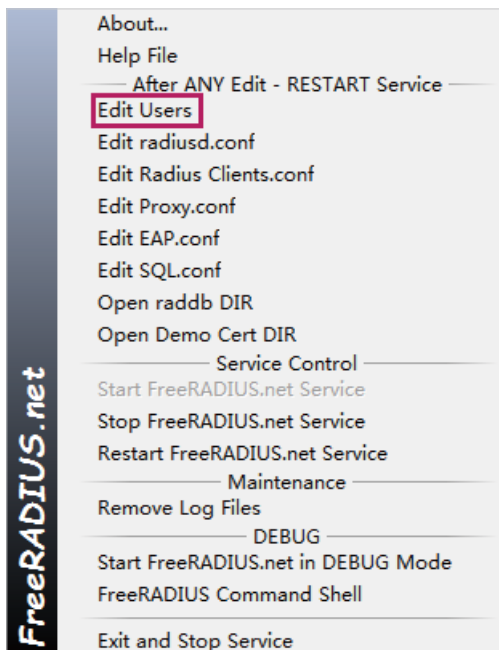 About...
Help File
After ANY Edit - RESTART Service
Edit Users
Edit radiusd.conf
Edit Radius Clients.conf
Edit Proxy.conf
Edit EAP.conf
Edit SQL.conf
Open raddb DIR
Open Demo Cert DIR
Service Control
Start FreeRADIUS.net Service
Stop FreeRADIUS.net Service
Restart FreeRADIUS.net Service
Maintenance
Remove Log Files
DEBUG
Start FreeRADIUS.net in DEBUG Mode
FreeRADIUS Command Shell
Exit and Stop Service
FreeRADIUS.net